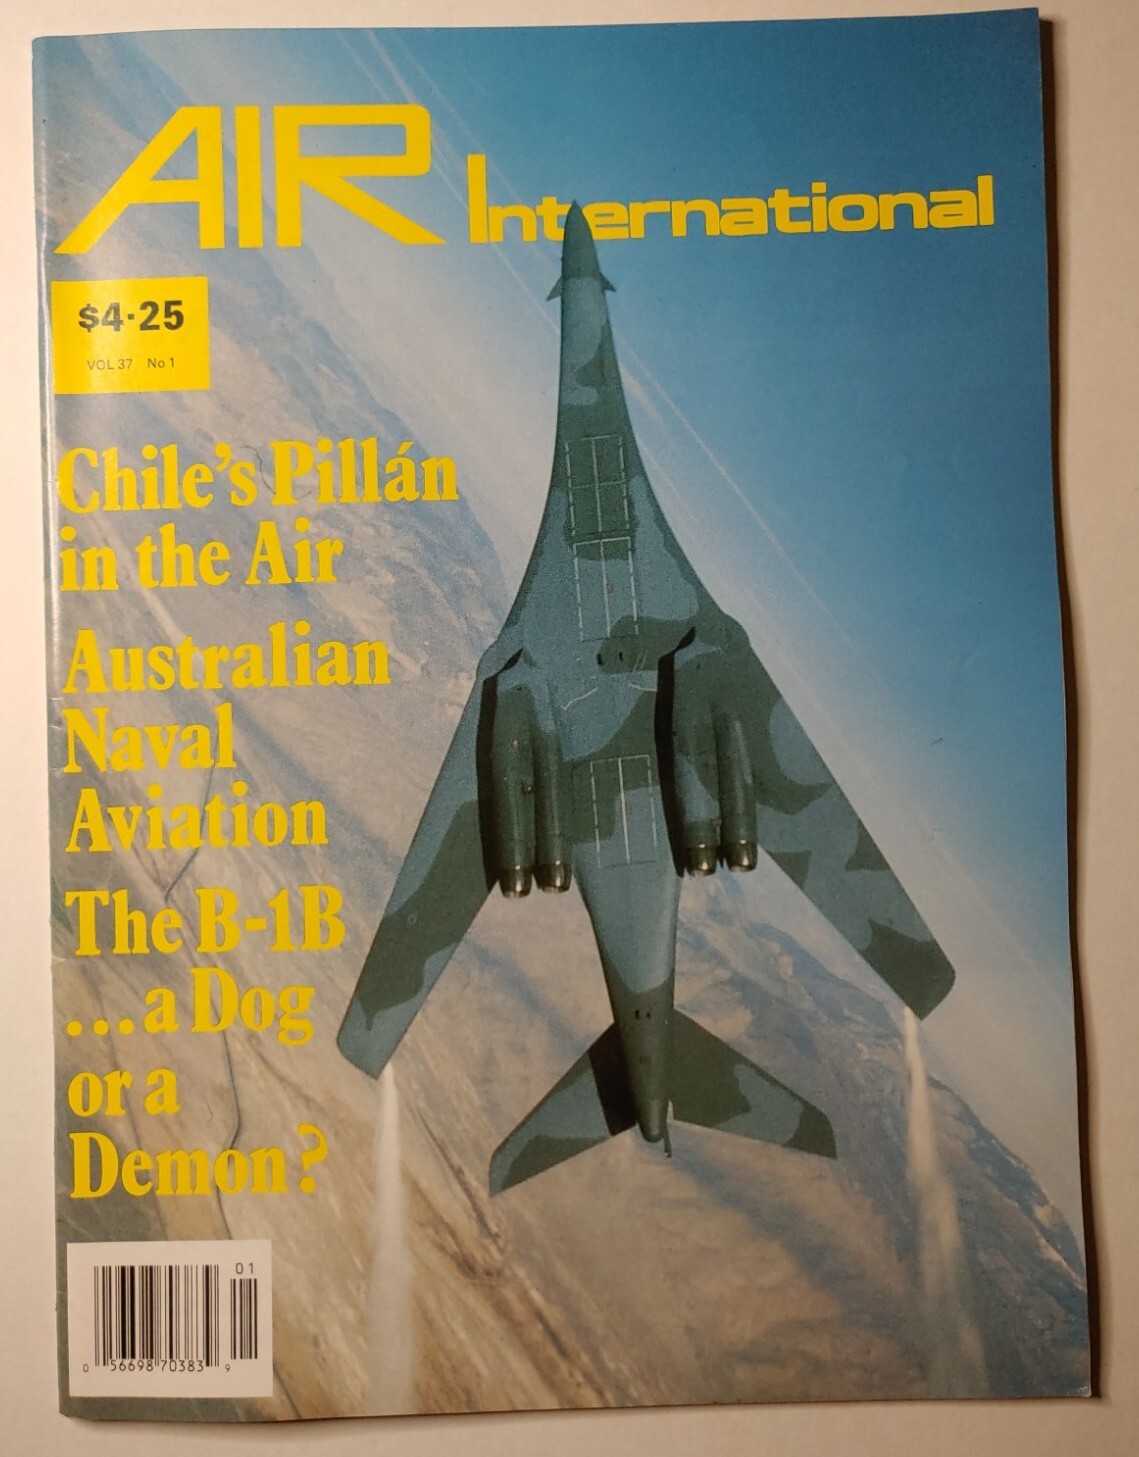 AIR International
$4·25
VOL 37 No 1
Chile's Pillán
in the Air
Australian
Naval
Aviation
The B-1B
...a Dog
or a
Demon?
01
0 56698 70383 9